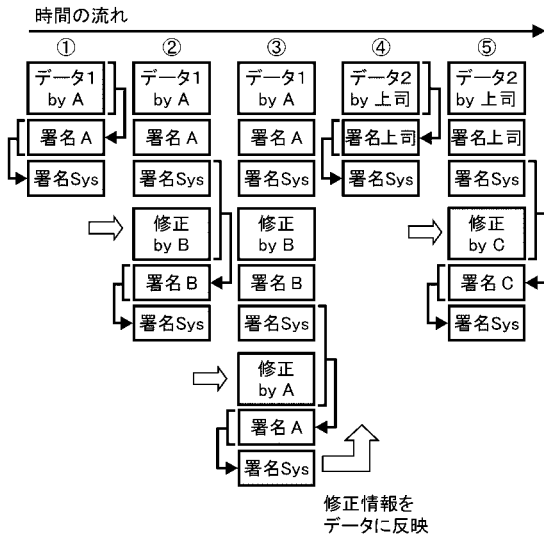 時間の流れ
① ② ③ ④ ⑤
データ1
by A
署名A
署名Sys
データ1
by A
署名A
署名Sys
修正
by B
署名B
署名Sys
データ1
by A
署名A
署名Sys
修正
by B
署名B
署名Sys
修正
by A
署名A
署名Sys
データ2
by 上司
署名上司
署名Sys
データ2
by 上司
署名上司
署名Sys
修正
by C
署名C
署名Sys
修正情報を
データに反映